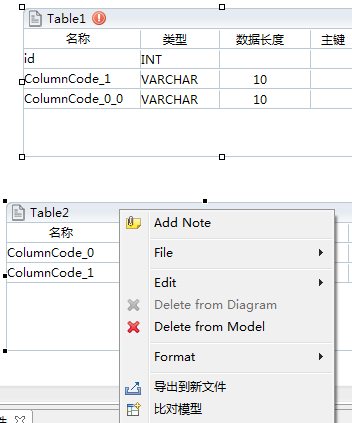 Table1
名称 类型 数据长度 主键
id INT
ColumnCode_1 VARCHAR 10
ColumnCode_0_0 VARCHAR 10
Table2
名称
ColumnCode_0
ColumnCode_1
Add Note
File
Edit
Delete from Diagram
Delete from Model
Format
导出到新文件
比对模型
件